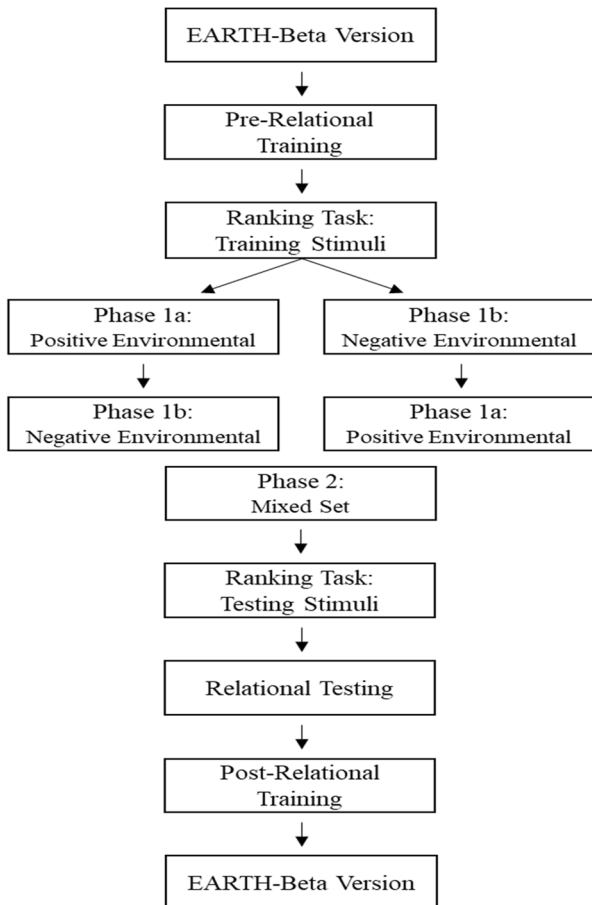 EARTH-Beta Version
Pre-Relational
Training
Ranking Task:
Training Stimuli
Phase 1a:
Positive Environmental
Phase 1b:
Negative Environmental
Phase 1b:
Negative Environmental
Phase 1a:
Positive Environmental
Phase 2:
Mixed Set
Ranking Task:
Testing Stimuli
Relational Testing
Post-Relational
Training
EARTH-Beta Version